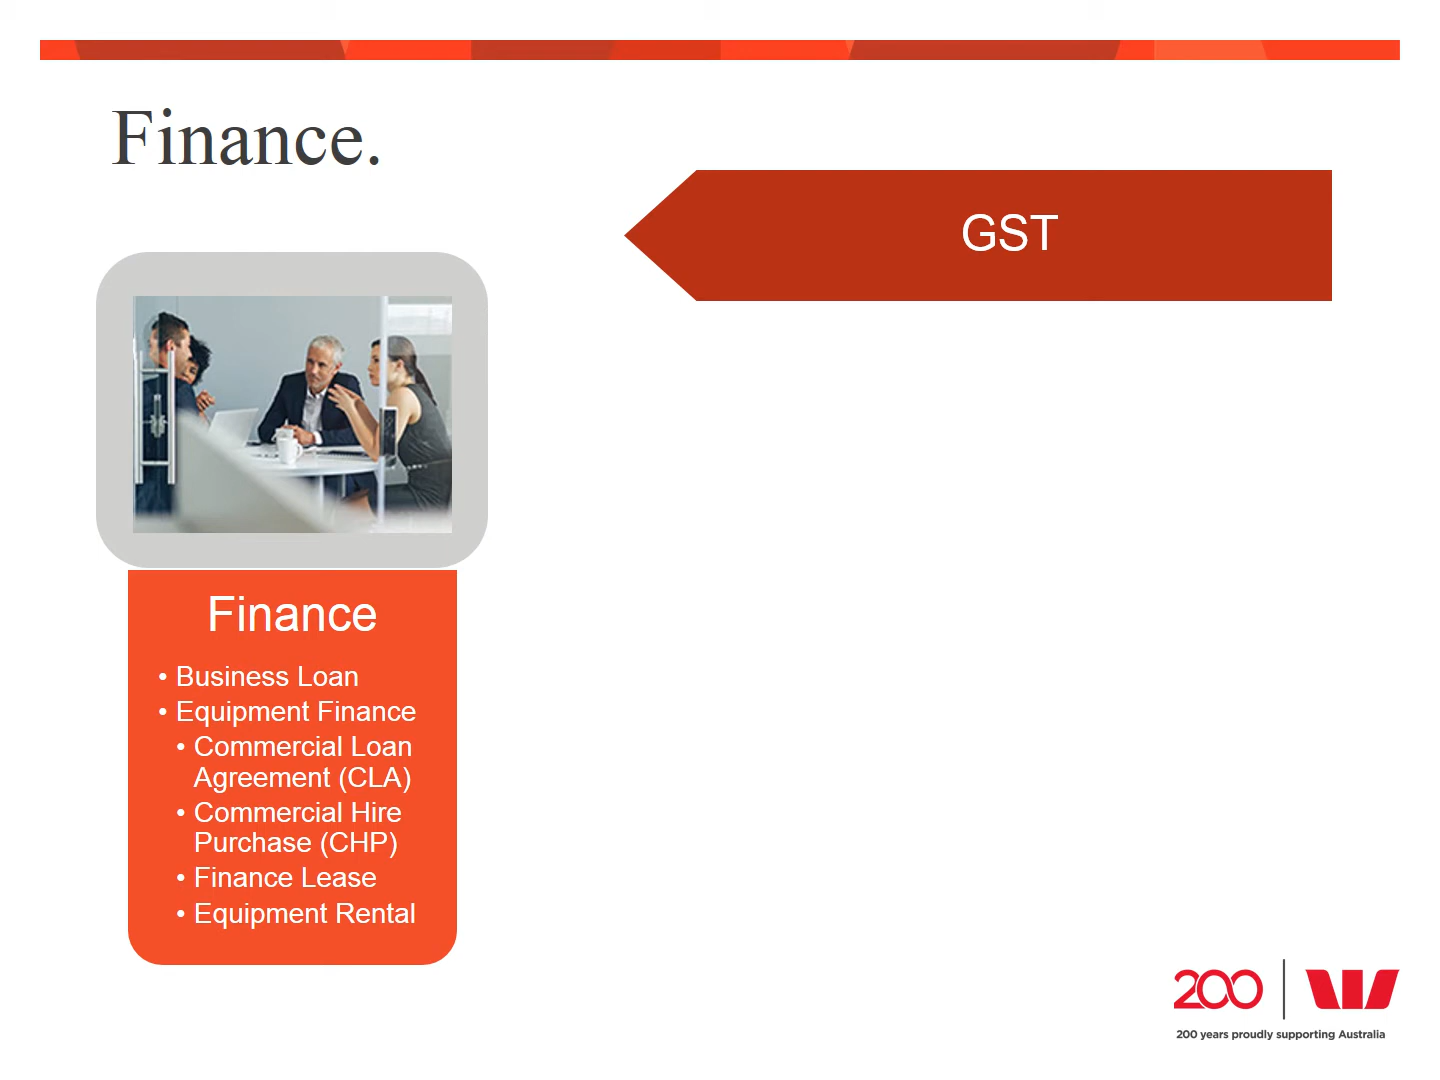 Finance.
GST
Finance
• Business Loan
• Equipment Finance
• Commercial Loan
Agreement (CLA)
• Commercial Hire
Purchase (CHP)
• Finance Lease
• Equipment Rental
200
200 years proudly supporting Australia